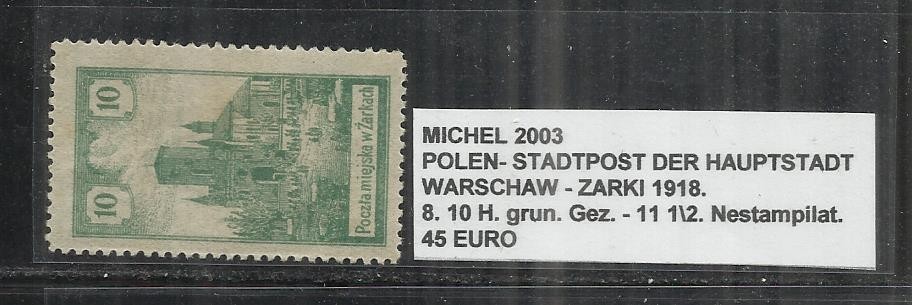 10
10
Poczta miejska w Żarkach
MICHEL 2003
POLEN- STADTPOST DER HAUPTSTADT
WARSCHAW - ZARKI 1918.
8. 10 H. grun. Gez. - 11 1\2. Nestampilat.
45 EURO